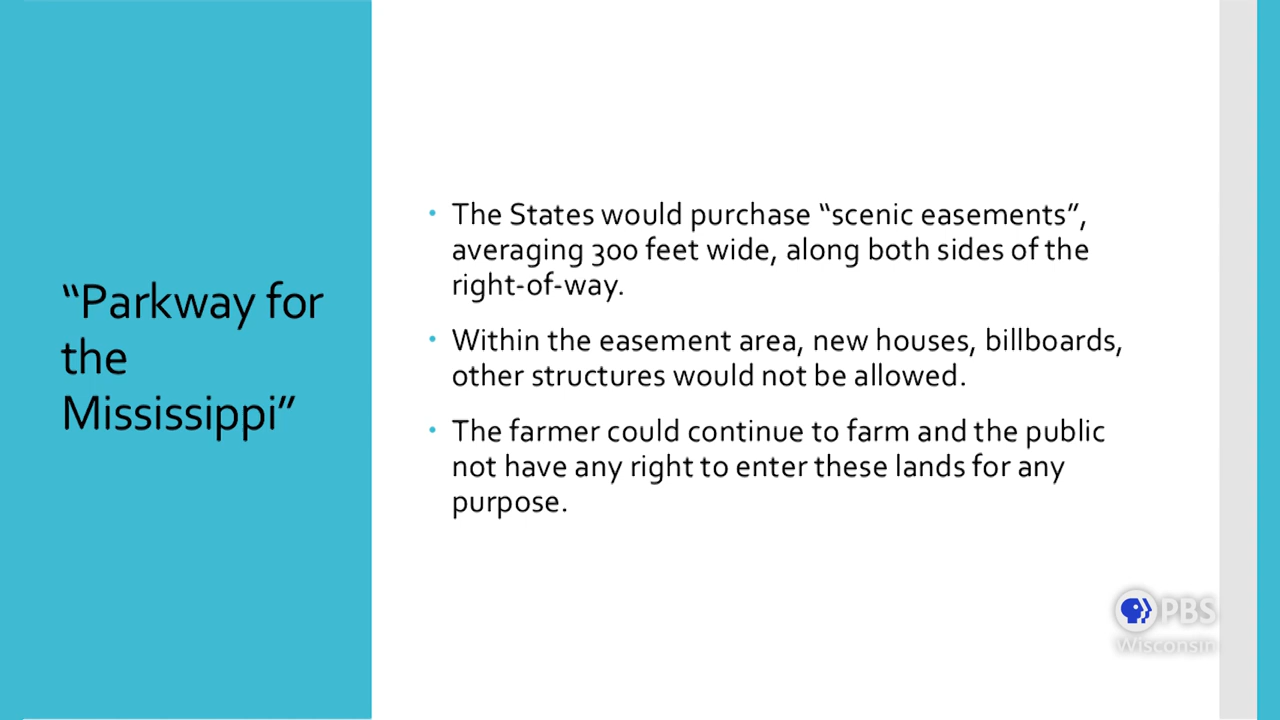 “Parkway for
the
Mississippi”
• The States would purchase “scenic easements”,
averaging 300 feet wide, along both sides of the
right-of-way.
• Within the easement area, new houses, billboards,
other structures would not be allowed.
• The farmer could continue to farm and the public
not have any right to enter these lands for any
purpose.
PBS
Wisconsin